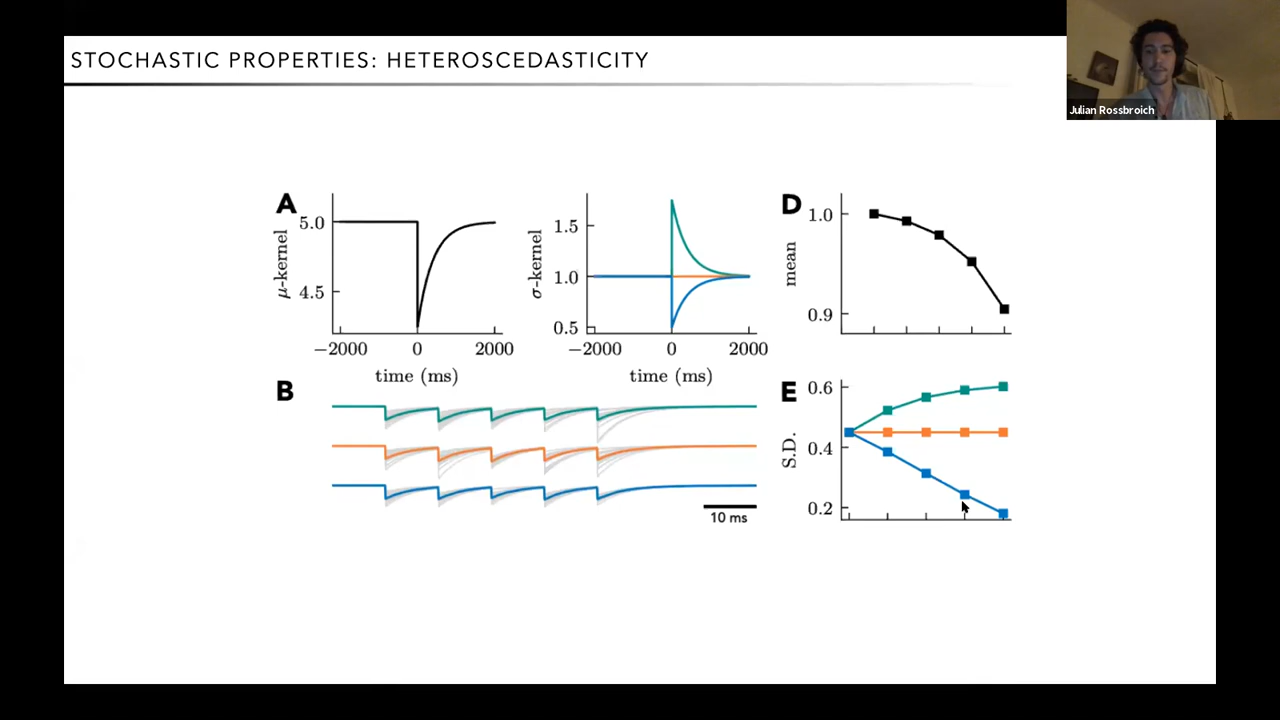 STOCHASTIC PROPERTIES: HETEROSCEDASTICITY
Julian Rossbroich
A
μ-kernel
5.0
4.5
−2000 0 2000
time (ms)
σ-kernel
1.5
1.0
0.5
−2000 0 2000
time (ms)
D
mean
1.0
0.9
B
10 ms
E
S.D.
0.6
0.4
0.2